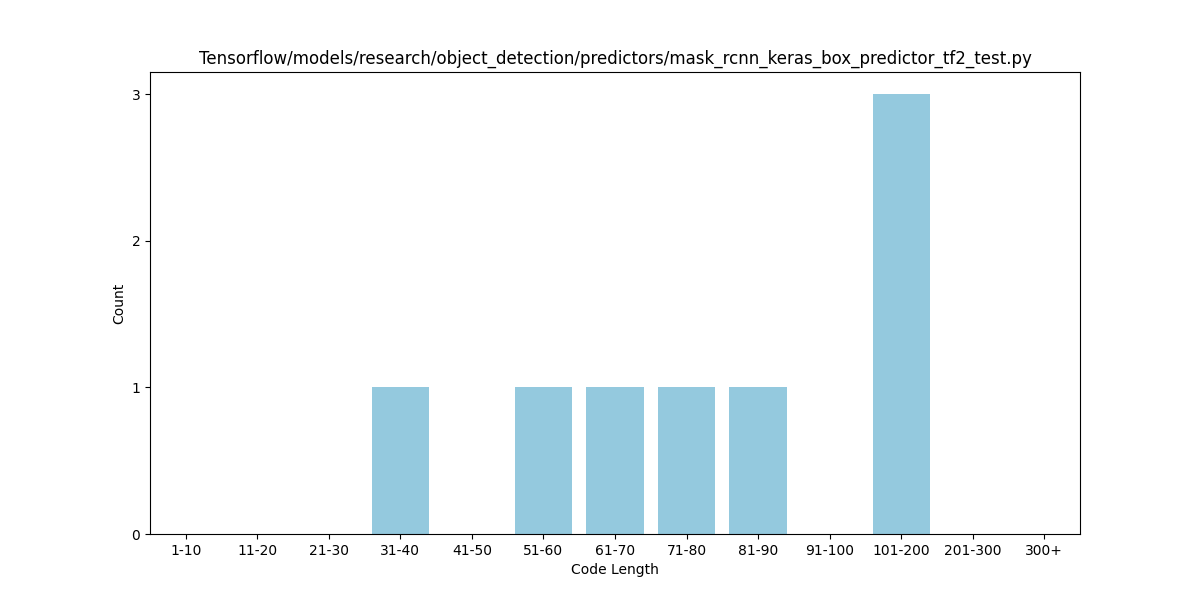 Tensorflow/models/research/object_detection/predictors/mask_rcnn_keras_box_predictor_tf2_test.py
3
2
1
0
Count
1-10 11-20 21-30 31-40 41-50 51-60 61-70 71-80 81-90 91-100 101-200 201-300 300+
Code Length